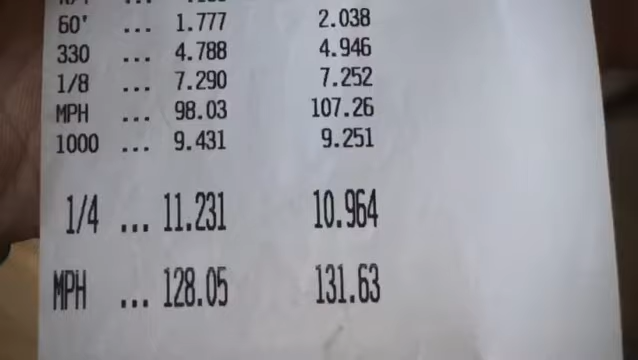 60' ... 1.777 2.038
330 ... 4.788 4.946
1/8 ... 7.290 7.252
MPH ... 98.03 107.26
1000 ... 9.431 9.251
1/4 ... 11.231 10.964
MPH ... 128.05 131.63